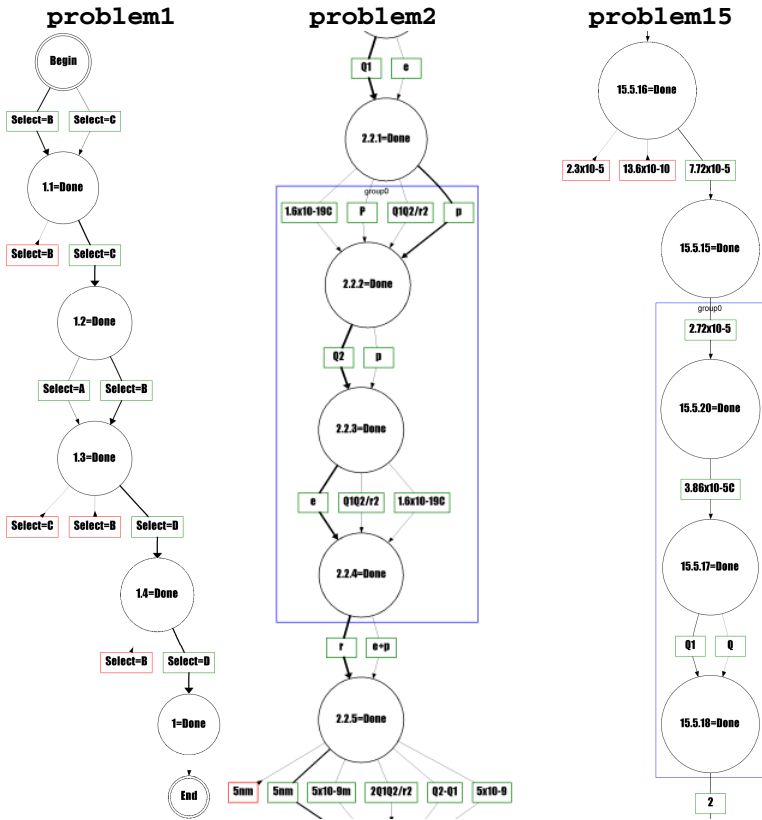 problem1
Begin
Select=B
Select=C
1.1=Done
Select=B
Select=C
1.2=Done
Select=A
Select=B
1.3=Done
Select=C
Select=B
Select=D
1.4=Done
Select=B
Select=D
1=Done
End
problem2
Q1
e
2.2.1=Done
group0
1.6x10-19C
P
Q1Q2/r2
p
2.2.2=Done
Q2
p
2.2.3=Done
e
Q1Q2/r2
1.6x10-19C
2.2.4=Done
r
e+p
2.2.5=Done
5nm
5nm
5x10-9m
2Q1Q2/r2
Q2-Q1
5x10-9
problem15
15.5.16=Done
2.3x10-5
13.6x10-10
7.72x10-5
15.5.15=Done
group0
2.72x10-5
15.5.20=Done
3.86x10-5C
15.5.17=Done
Q1
Q
15.5.18=Done
2